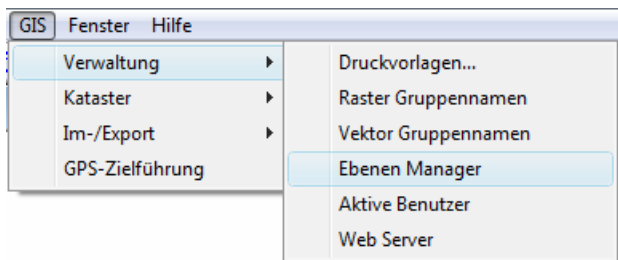 GIS Fenster Hilfe
Verwaltung
Kataster
Im-/Export
GPS-Zielführung
Druckvorlagen...
Raster Gruppennamen
Vektor Gruppennamen
Ebenen Manager
Aktive Benutzer
Web Server